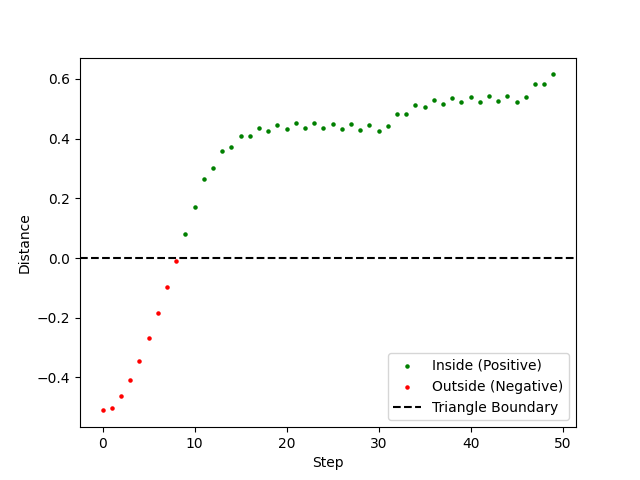 0.6
0.4
0.2
0.0
−0.2
−0.4
Distance
Inside (Positive)
Outside (Negative)
Triangle Boundary
0 10 20 30 40 50
Step